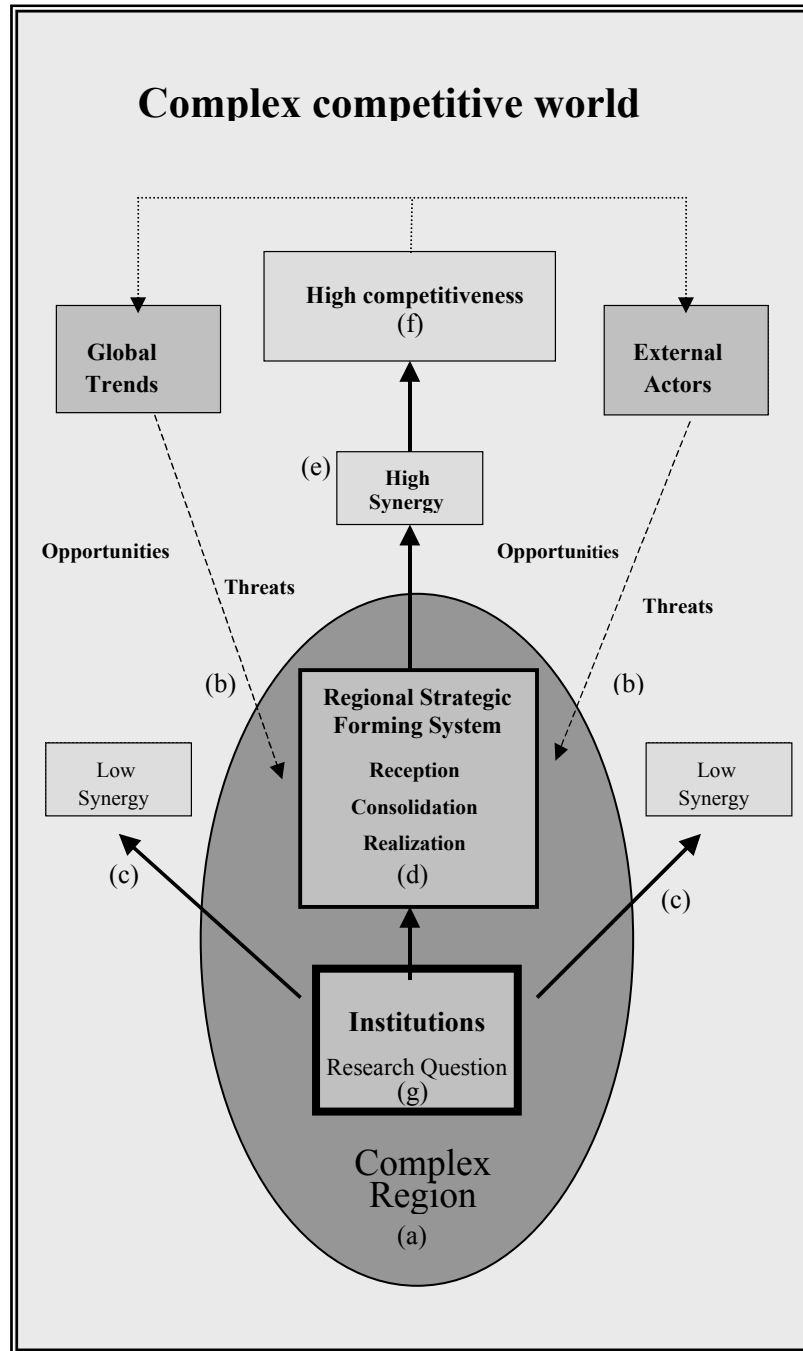 Complex competitive world
High competitiveness
(f)
Global
Trends
External
Actors
(e)
High
Synergy
Opportunities
Threats
Opportunities
Threats
(b)
(b)
Regional Strategic
Forming System
Reception
Consolidation
Realization
(d)
Low
Synergy
Low
Synergy
(c)
(c)
Institutions
Research Question
(g)
Complex
Region
(a)